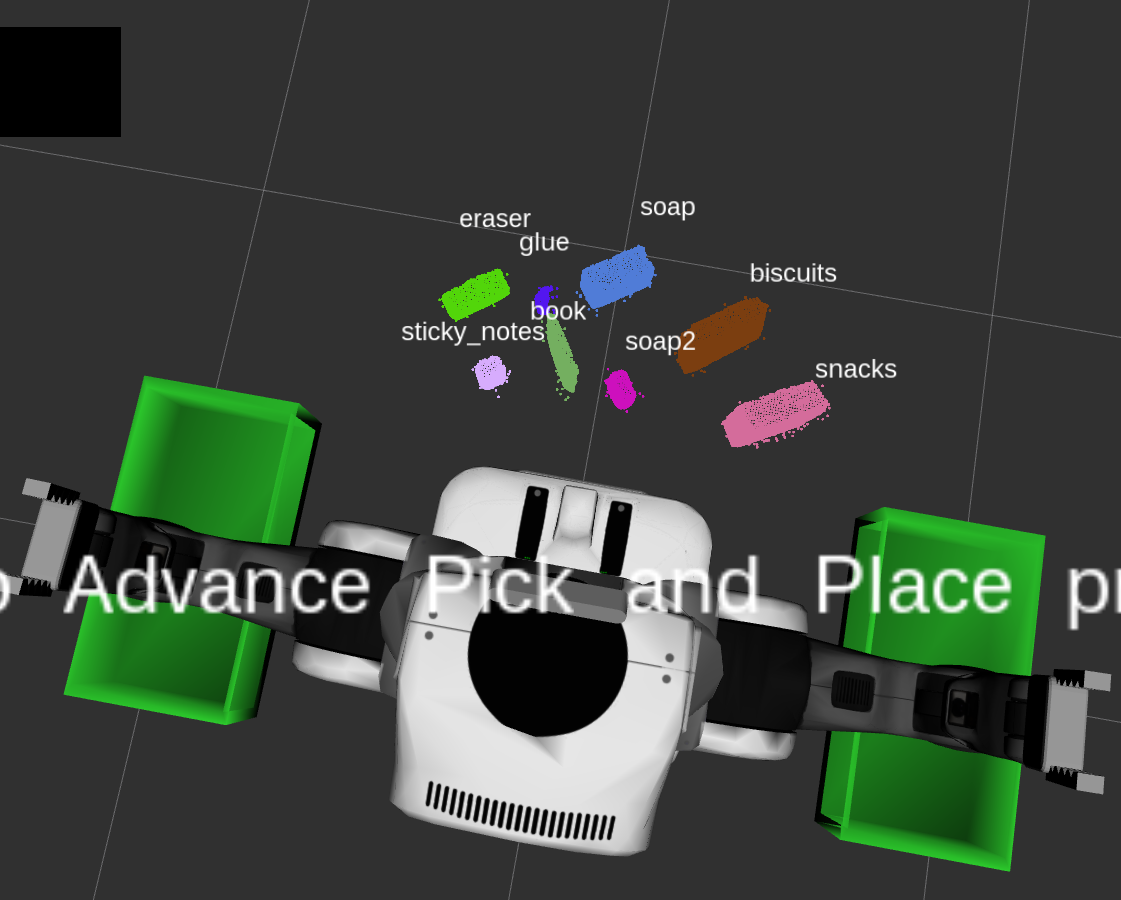 soap
eraser
glue
biscuits
book
sticky_notes
soap2
snacks
Advance Pick and Place